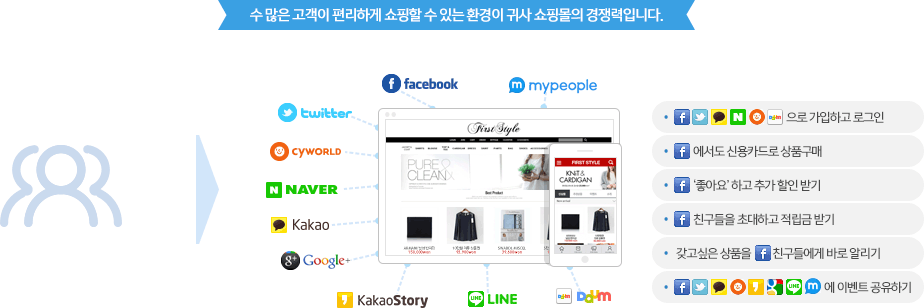 수 많은 고객이 편리하게 쇼핑할 수 있는 환경이 귀사 쇼핑몰의 경쟁력입니다.
facebook
mypeople
twitter
CYWORLD
NAVER
Kakao
Google+
KakaoStory
LINE
Daum
First Style
PURE
CLEAN
Best Product
FIRST STYLE
KNIT &
CARDIGAN
으로 가입하고 로그인
에서도 신용카드로 상품구매
'좋아요' 하고 추가 할인 받기
친구들을 초대하고 적립금 받기
갖고싶은 상품을 친구들에게 바로 알리기
에 이벤트 공유하기